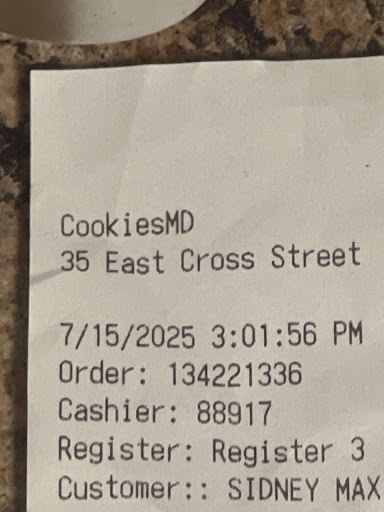 CookiesMD
35 East Cross Street
7/15/2025 3:01:56 PM
Order: 134221336
Cashier: 88917
Register: Register 3
Customer:: SIDNEY MAX